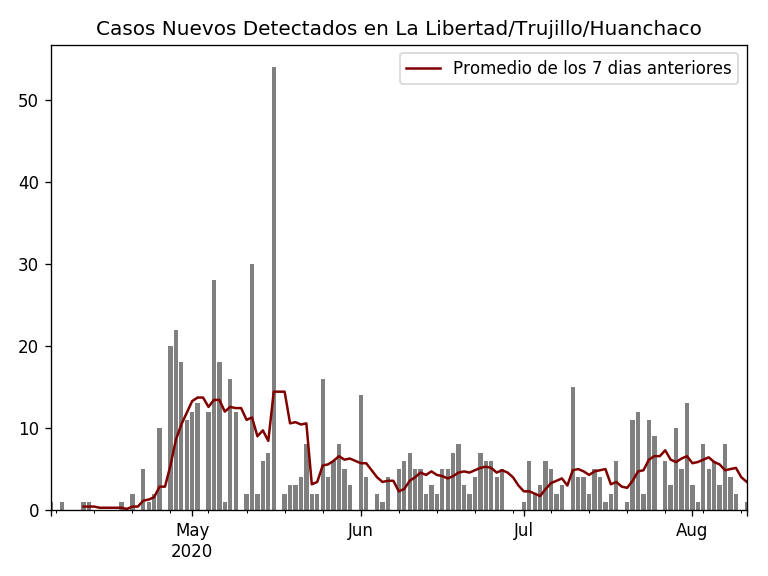 Casos Nuevos Detectados en La Libertad/Trujillo/Huanchaco
Promedio de los 7 dias anteriores
50
40
30
20
10
0
May
2020
Jun
Jul
Aug